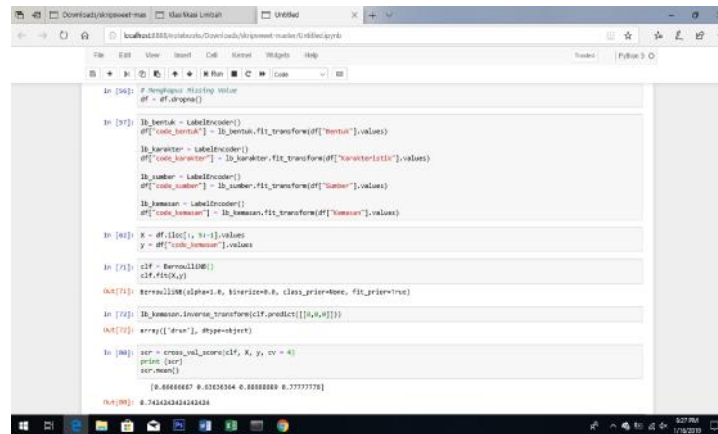 Downloads/skripsweet-mas
Klasifikasi Limbah
Untitled
localhost:8888/notebooks/Downloads/skripsweet-master/Untitled.ipynb
File Edit View Insert Cell Kernel Widgets Help
Trusted
Python 3
Run
Code
In [56]: # Menghapus Missing Value
df = df.dropna()
In [57]: lb_bentuk = LabelEncoder()
df["code_bentuk"] = lb_bentuk.fit_transform(df["Bentuk"].values)
lb_karakter = LabelEncoder()
df["code_karakter"] = lb_karakter.fit_transform(df["Karakteristik"].values)
lb_sumber = LabelEncoder()
df["code_sumber"] = lb_sumber.fit_transform(df["Sumber"].values)
lb_kemasan = LabelEncoder()
df["code_kemasan"] = lb_kemasan.fit_transform(df["Kemasan"].values)
In [62]: X = df.iloc[:, 5:-1].values
y = df["code_kemasan"].values
In [71]: clf = BernoulliNB()
clf.fit(X,y)
Out[71]: BernoulliNB(alpha=1.0, binarize=0.0, class_prior=None, fit_prior=True)
In [72]: lb_kemasan.inverse_transform(clf.predict([[0,0,0]]))
Out[72]: array(['drum'], dtype=object)
In [80]: scr = cross_val_score(clf, X, y, cv = 4)
print (scr)
scr.mean()
[0.66666667 0.63636364 0.88888889 0.77777778]
Out[80]: 0.7424242424242424
5:27 PM
1/16/2019